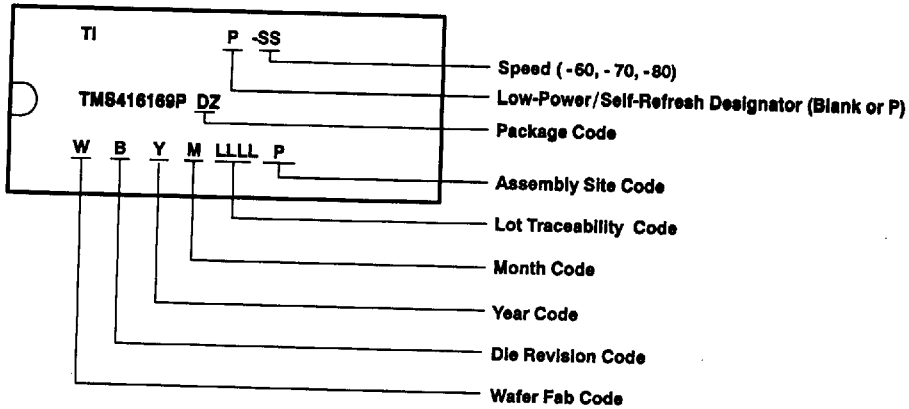 TI P -SS
TMS416169P DZ
W B Y M LLLL P
Speed ( -60, - 70, - 80)
Low-Power/Self-Refresh Designator (Blank or P)
Package Code
Assembly Site Code
Lot Traceability Code
Month Code
Year Code
Die Revision Code
Wafer Fab Code